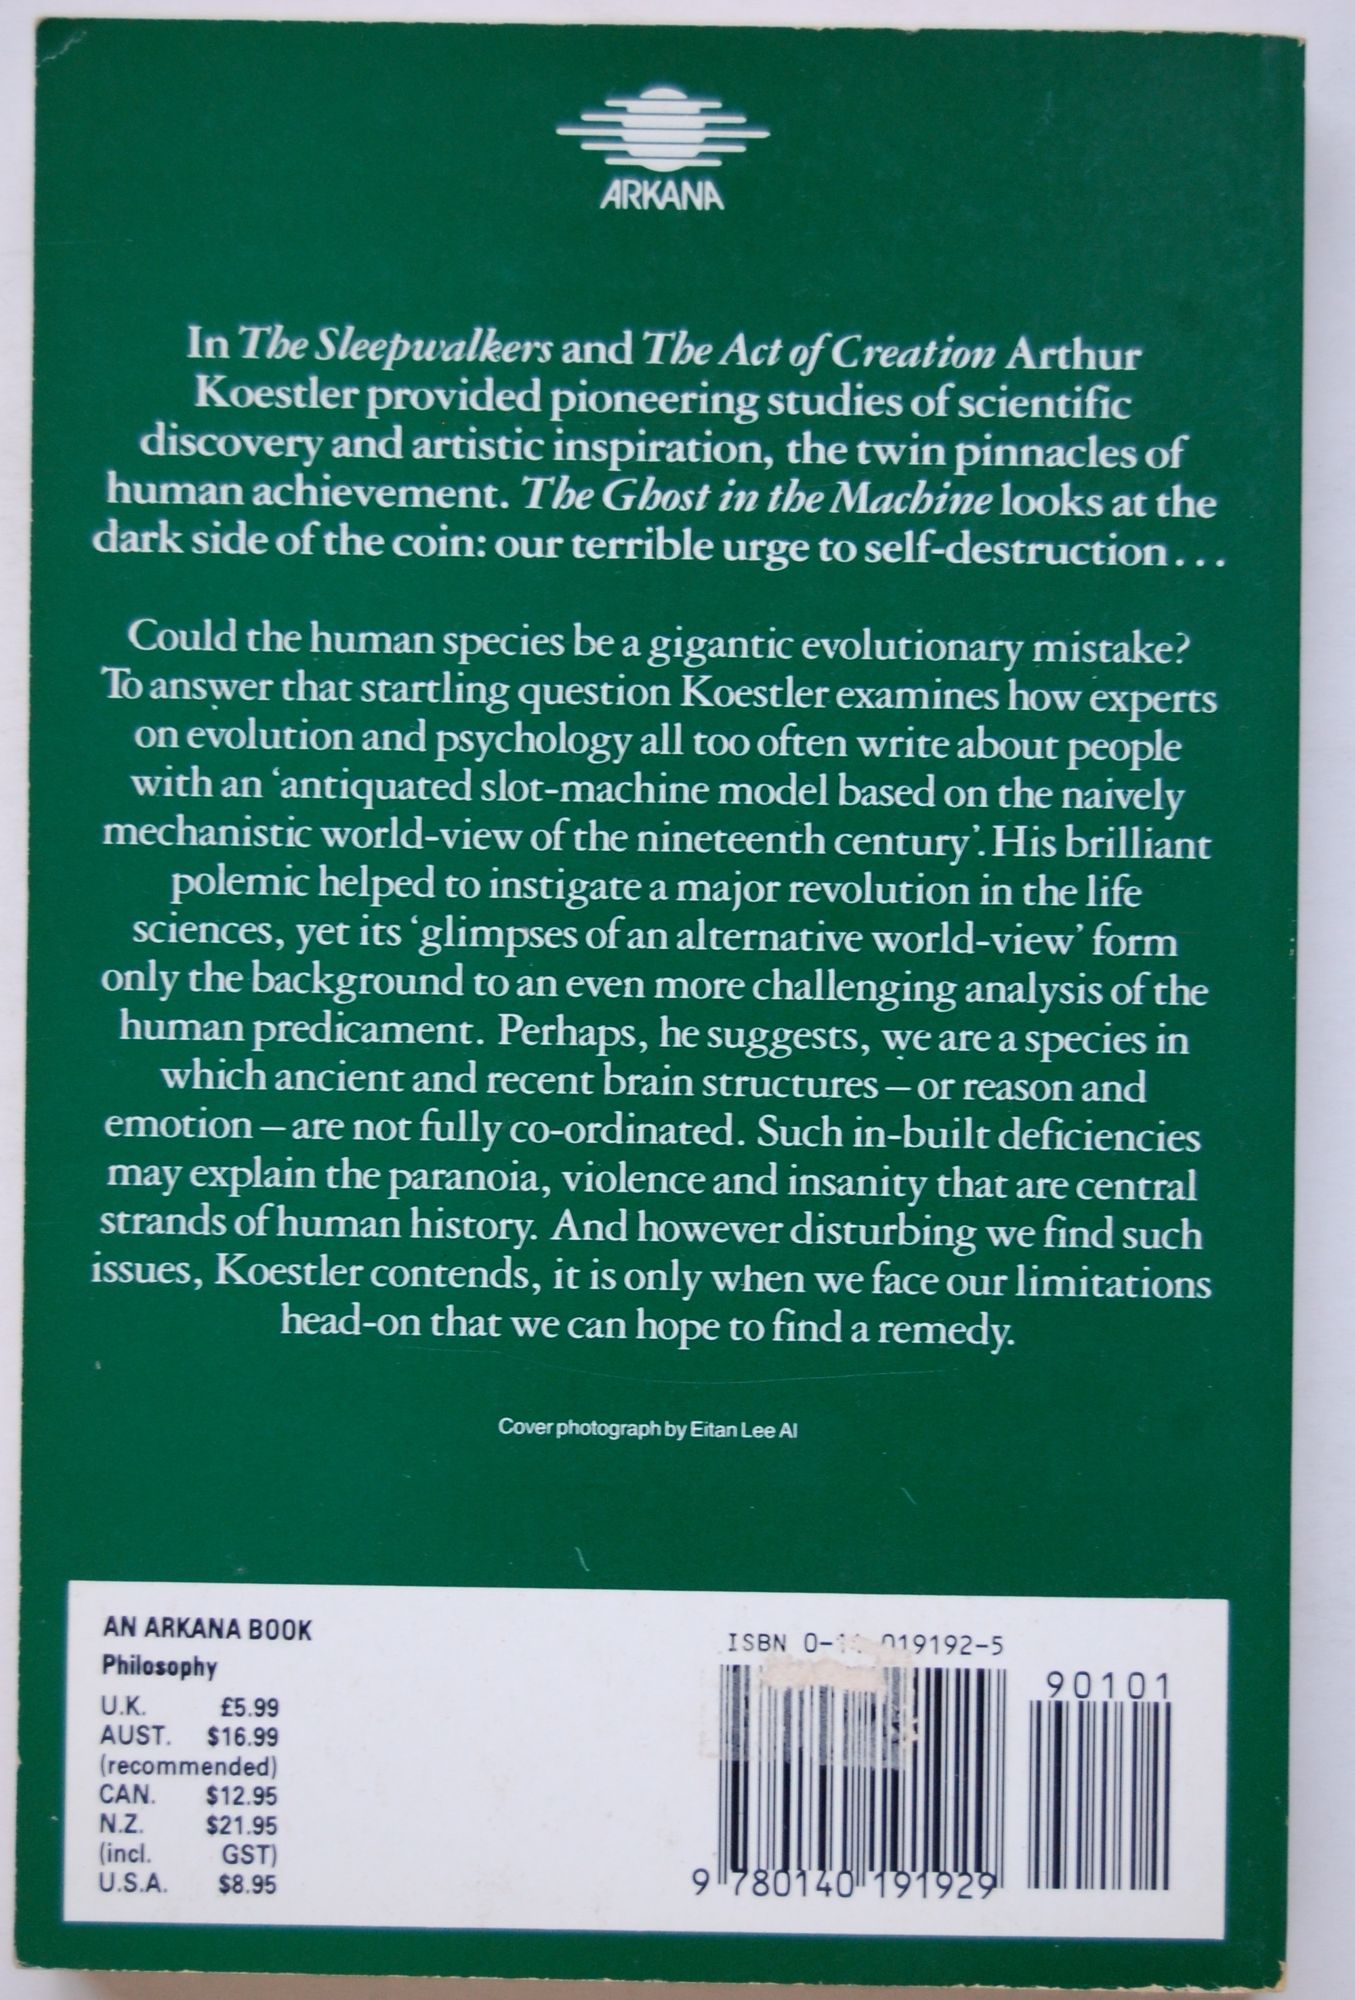 ARKANA
In The Sleepwalkers and The Act of Creation Arthur
Koestler provided pioneering studies of scientific
discovery and artistic inspiration, the twin pinnacles of
human achievement. The Ghost in the Machine looks at the
dark side of the coin: our terrible urge to self-destruction...
Could the human species be a gigantic evolutionary mistake?
To answer that startling question Koestler examines how experts
on evolution and psychology all too often write about people
with an ‘antiquated slot-machine model based on the naively
mechanistic world-view of the nineteenth century’. His brilliant
polemic helped to instigate a major revolution in the life
sciences, yet its ‘glimpses of an alternative world-view’ form
only the background to an even more challenging analysis of the
human predicament. Perhaps, he suggests, we are a species in
which ancient and recent brain structures – or reason and
emotion – are not fully co-ordinated. Such in-built deficiencies
may explain the paranoia, violence and insanity that are central
strands of human history. And however disturbing we find such
issues, Koestler contends, it is only when we face our limitations
head-on that we can hope to find a remedy.
Cover photograph by Eitan Lee Al
AN ARKANA BOOK
Philosophy
U.K. £5.99
AUST. $16.99
(recommended)
CAN. $12.95
N.Z. $21.95
(incl. GST)
U.S.A. $8.95
ISBN 0- 019192-5
90101
9 780140 191929